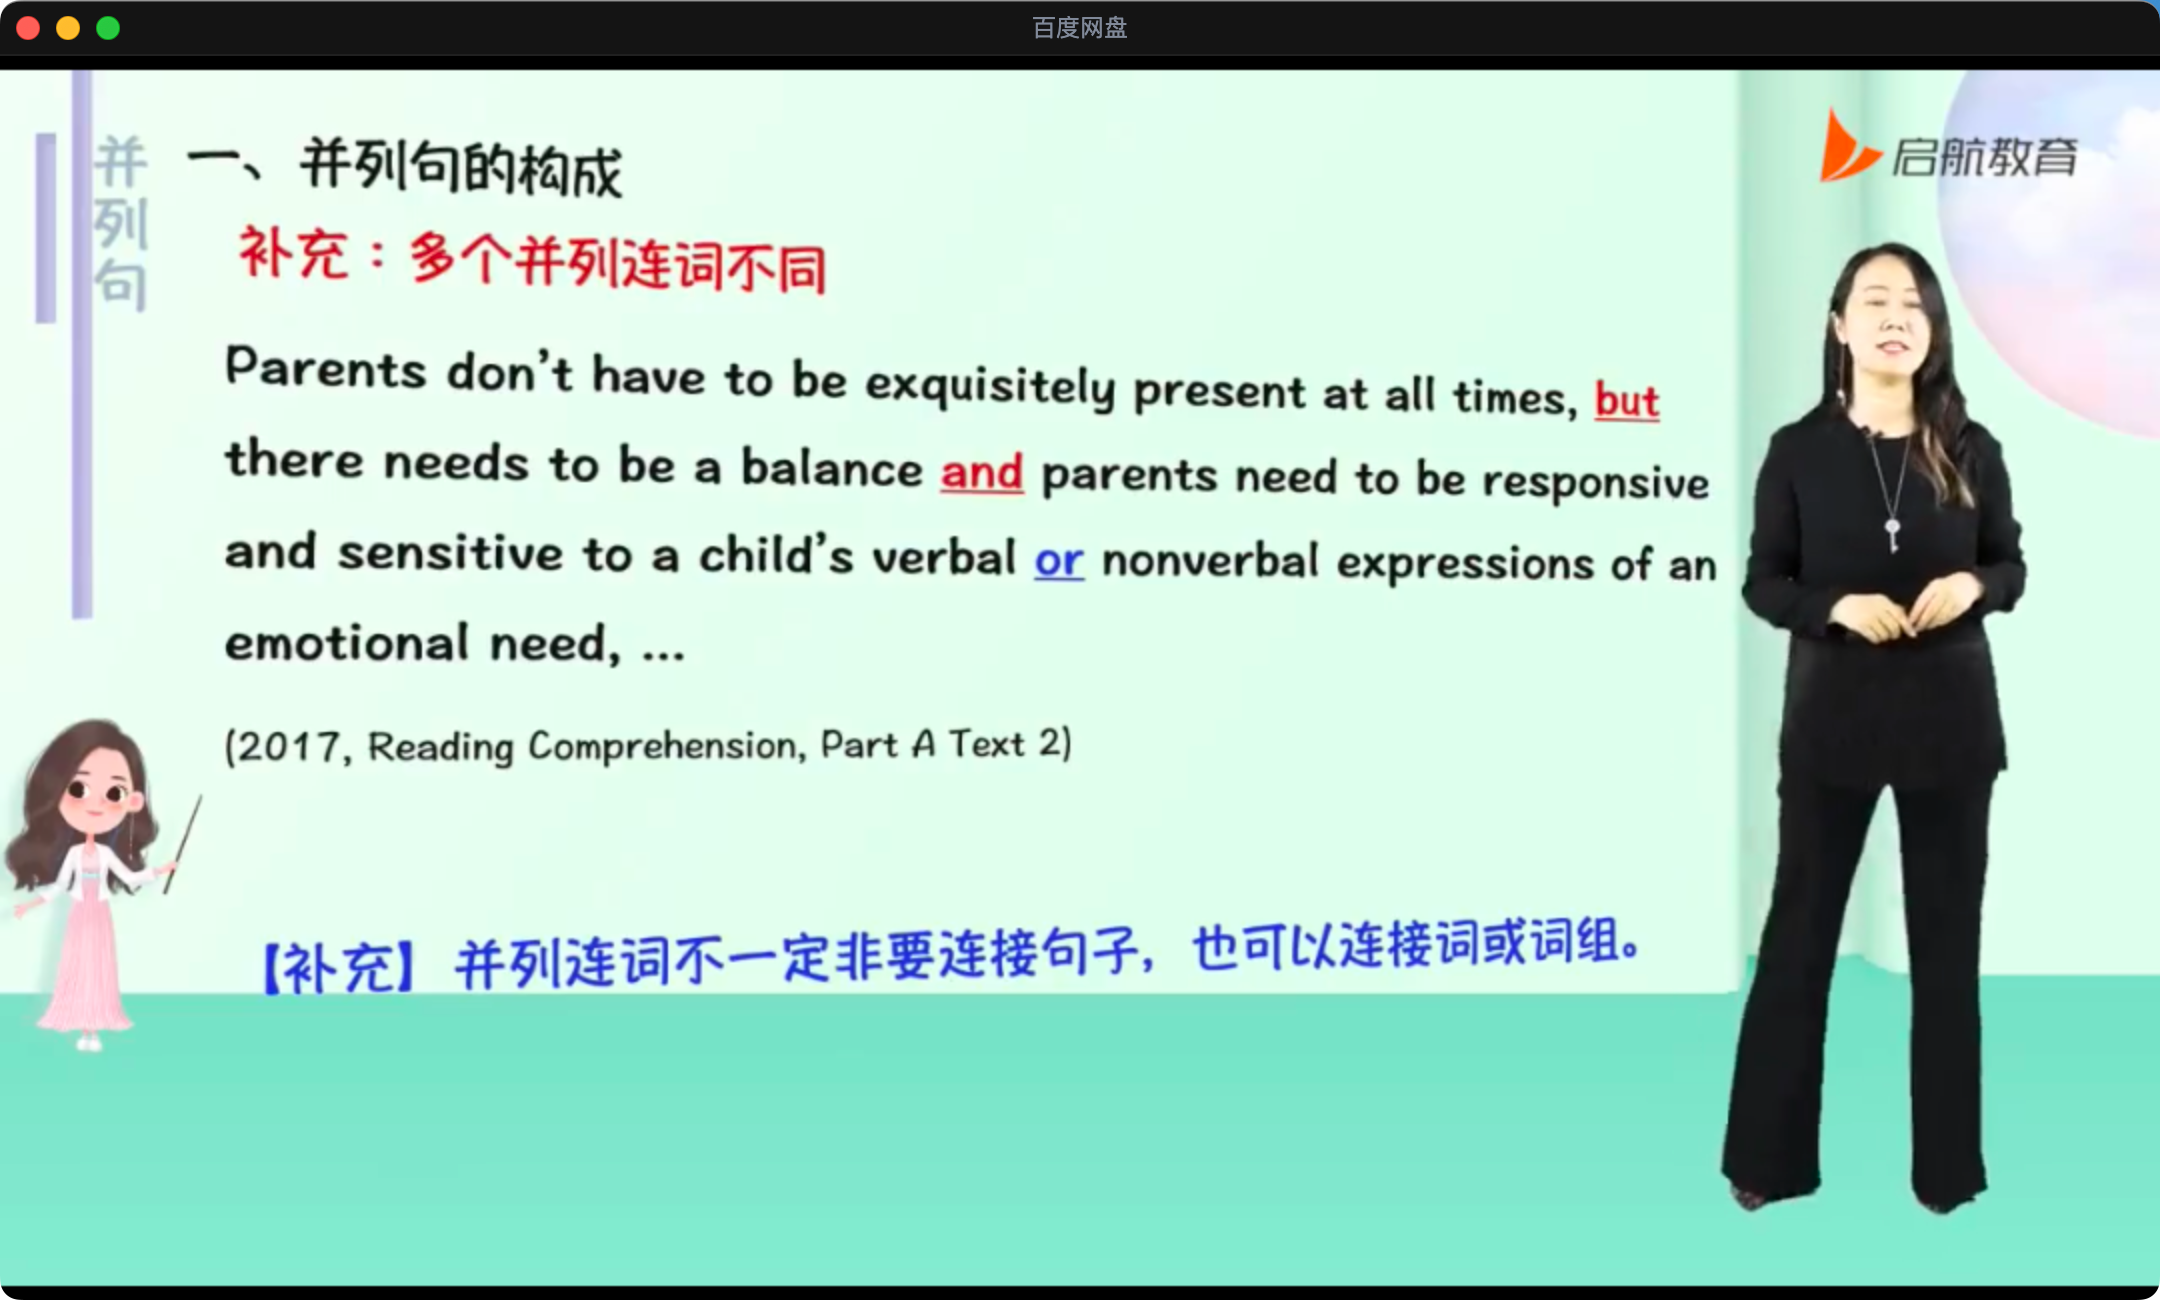 百度网盘
启航教育
并列句
一、并列句的构成
补充：多个并列连词不同
Parents don't have to be exquisitely present at all times, but
there needs to be a balance and parents need to be responsive
and sensitive to a child's verbal or nonverbal expressions of an
emotional need, ...
(2017, Reading Comprehension, Part A Text 2)
【补充】 并列连词不一定非要连接句子，也可以连接词或词组。